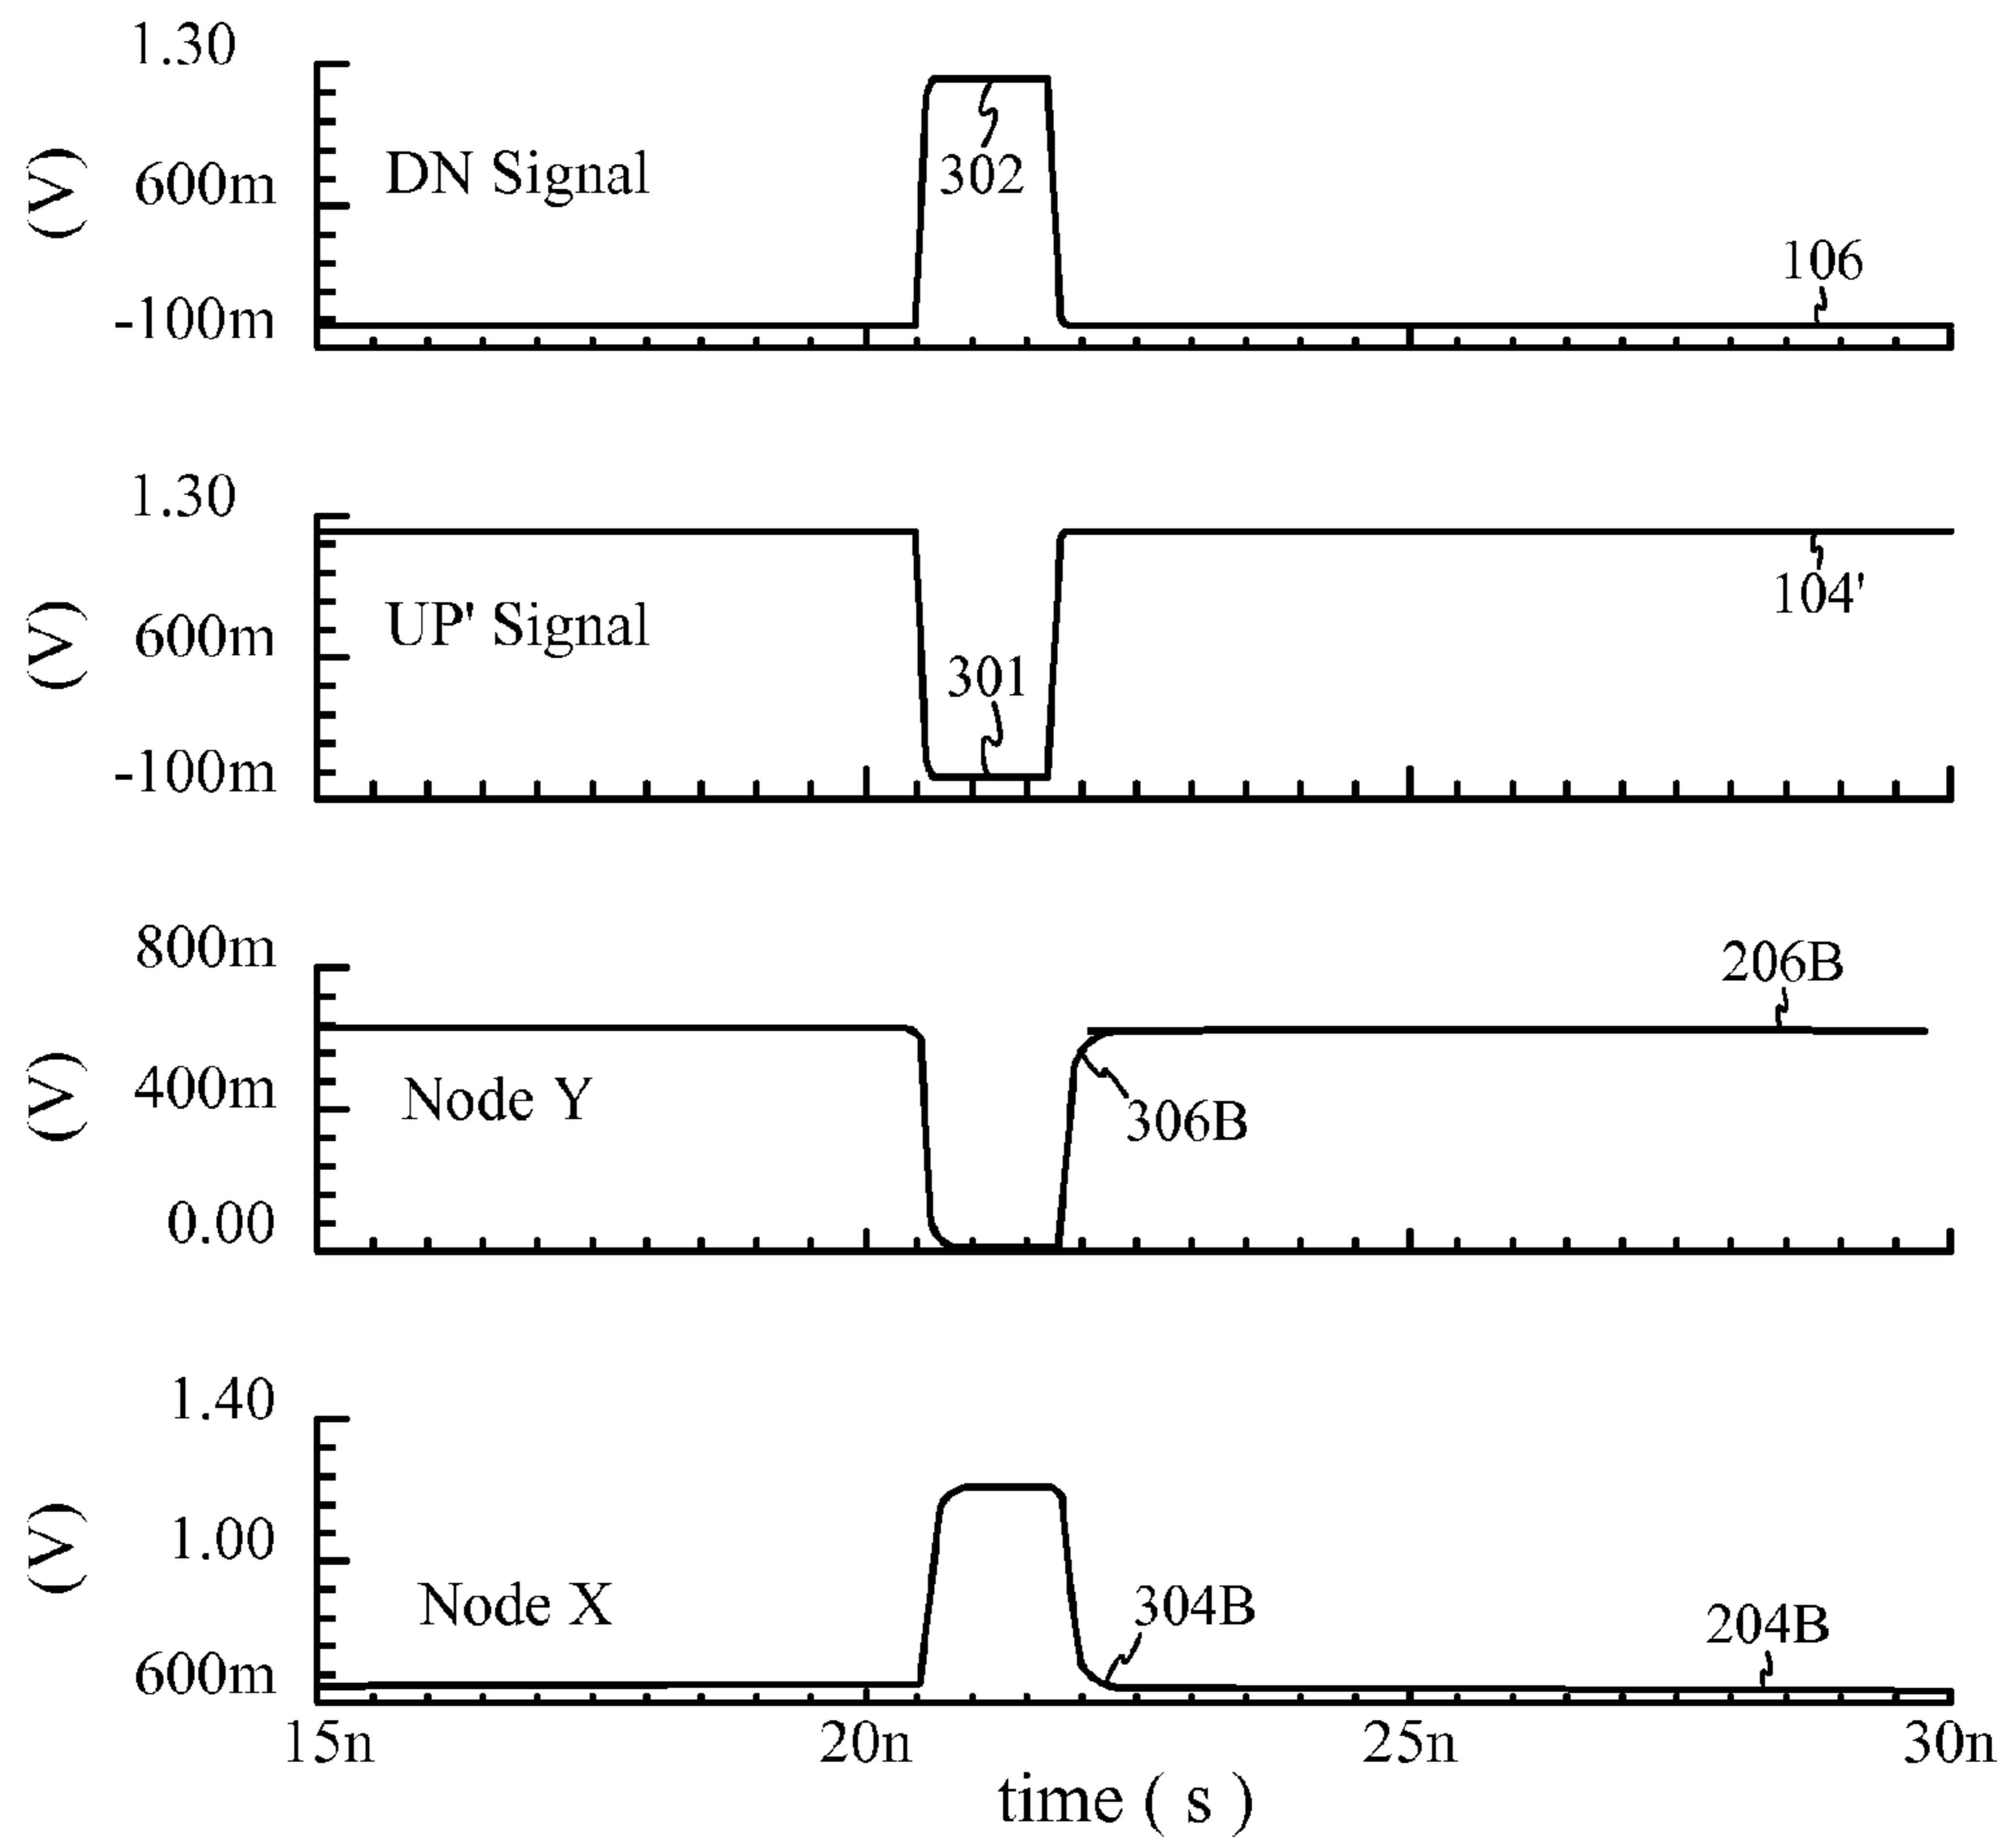 1.30
(V)
600m
-100m
DN Signal
302
106
1.30
(V)
600m
-100m
UP' Signal
301
104'
800m
(V)
400m
0.00
Node Y
206B
306B
1.40
(V)
1.00
600m
Node X
304B
204B
15n 20n 25n 30n
time ( s )